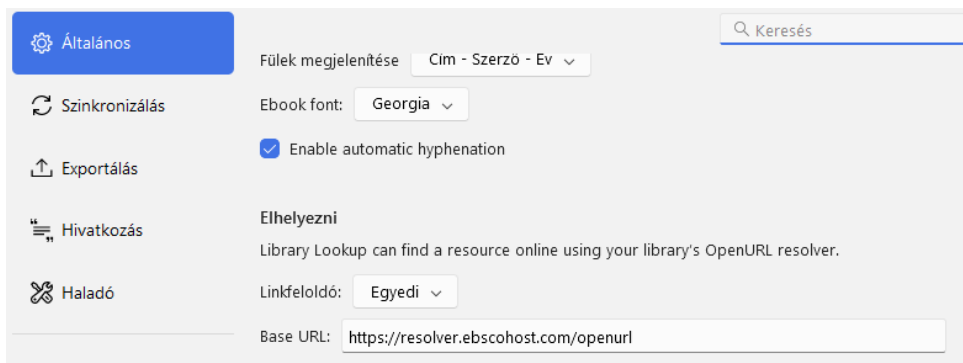 Általános
Szinkronizálás
Exportálás
Hivatkozás
Haladó
Keresés
Fülek megjelenítése Cím - Szerző - Év
Ebook font: Georgia
Enable automatic hyphenation
Elhelyezni
Library Lookup can find a resource online using your library's OpenURL resolver.
Linkfeloldó: Egyedi
Base URL: https://resolver.ebscohost.com/openurl